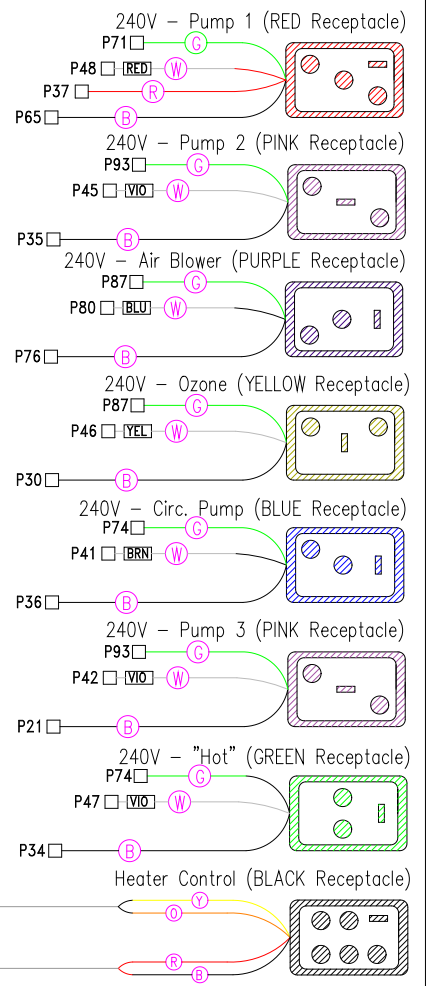 240V - Pump 1 (RED Receptacle)
P71 G
P48 RED W
P37 R
P65 B
240V - Pump 2 (PINK Receptacle)
P93 G
P45 VIO W
P35 B
240V - Air Blower (PURPLE Receptacle)
P87 G
P80 BLU W
P76 B
240V - Ozone (YELLOW Receptacle)
P87 G
P46 YEL W
P30 B
240V - Circ. Pump (BLUE Receptacle)
P74 G
P41 BRN W
P36 B
240V - Pump 3 (PINK Receptacle)
P93 G
P42 VIO W
P21 B
240V - "Hot" (GREEN Receptacle)
P74 G
P47 VIO W
P34 B
Heater Control (BLACK Receptacle)
Y
O
R
B